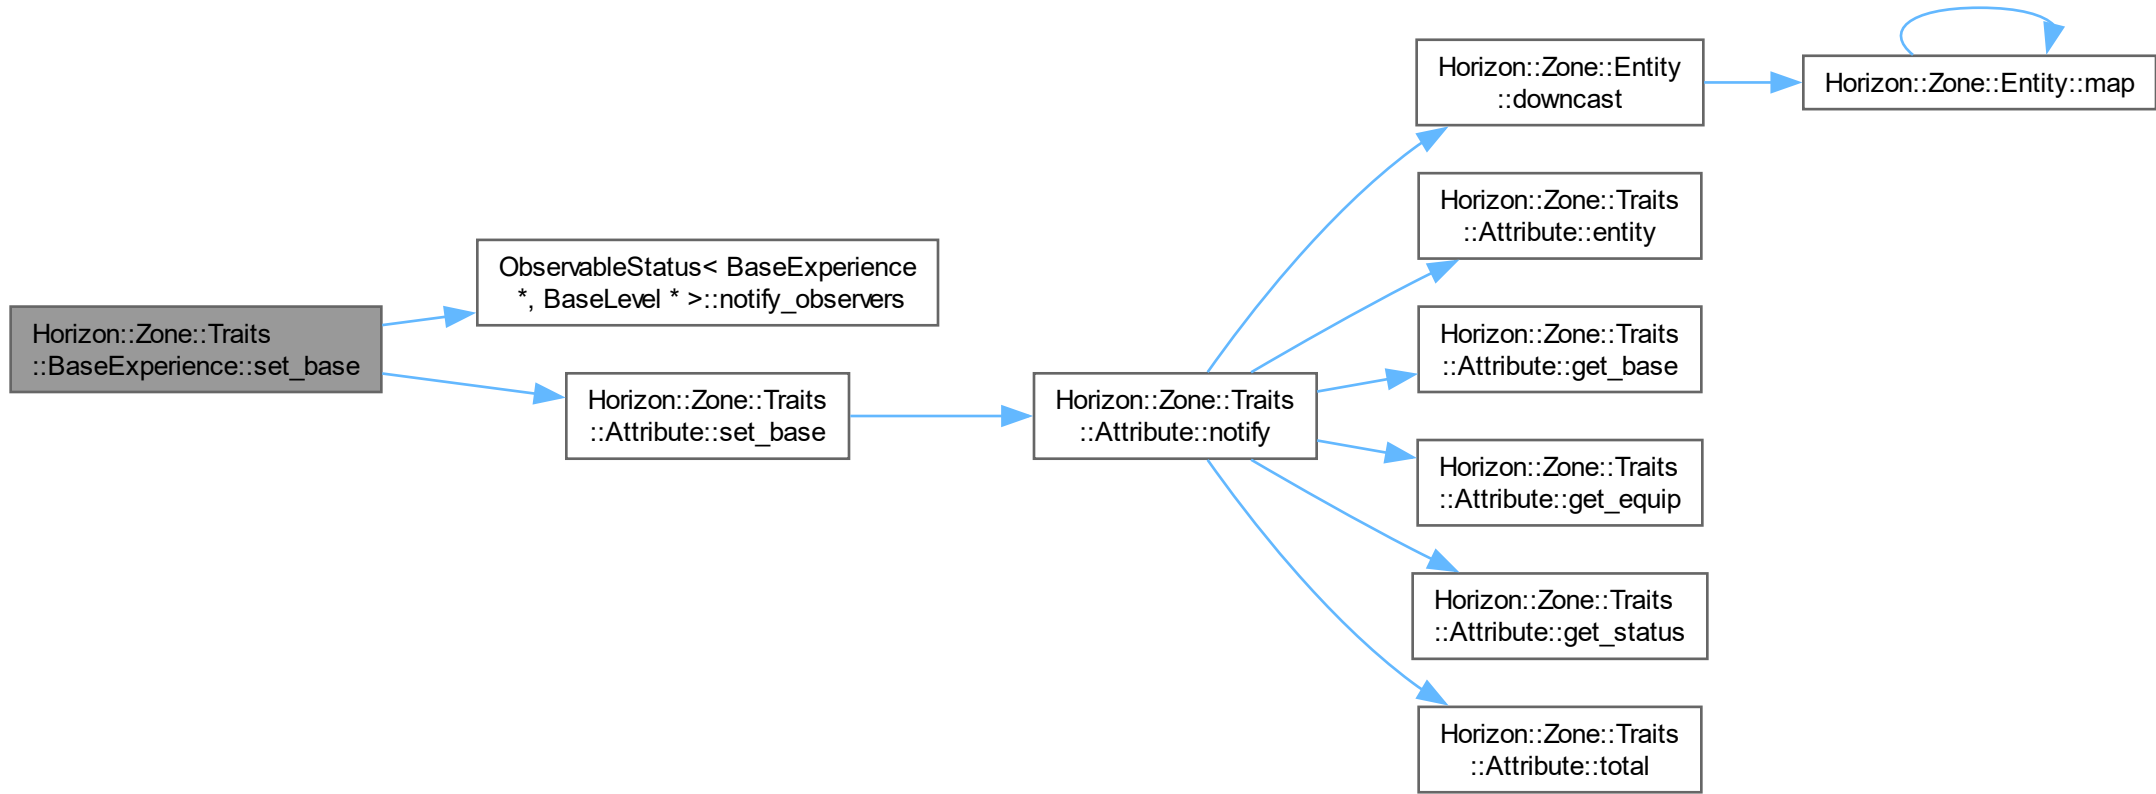 Horizon::Zone::Traits
::BaseExperience::set_base
ObservableStatus< BaseExperience
*, BaseLevel * >::notify_observers
Horizon::Zone::Traits
::Attribute::set_base
Horizon::Zone::Traits
::Attribute::notify
Horizon::Zone::Entity
::downcast
Horizon::Zone::Entity::map
Horizon::Zone::Traits
::Attribute::entity
Horizon::Zone::Traits
::Attribute::get_base
Horizon::Zone::Traits
::Attribute::get_equip
Horizon::Zone::Traits
::Attribute::get_status
Horizon::Zone::Traits
::Attribute::total